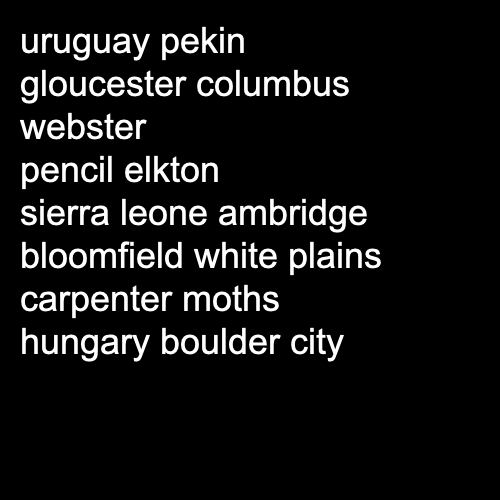 uruguay pekin
gloucester columbus
webster
pencil elkton
sierra leone ambridge
bloomfield white plains
carpenter moths
hungary boulder city